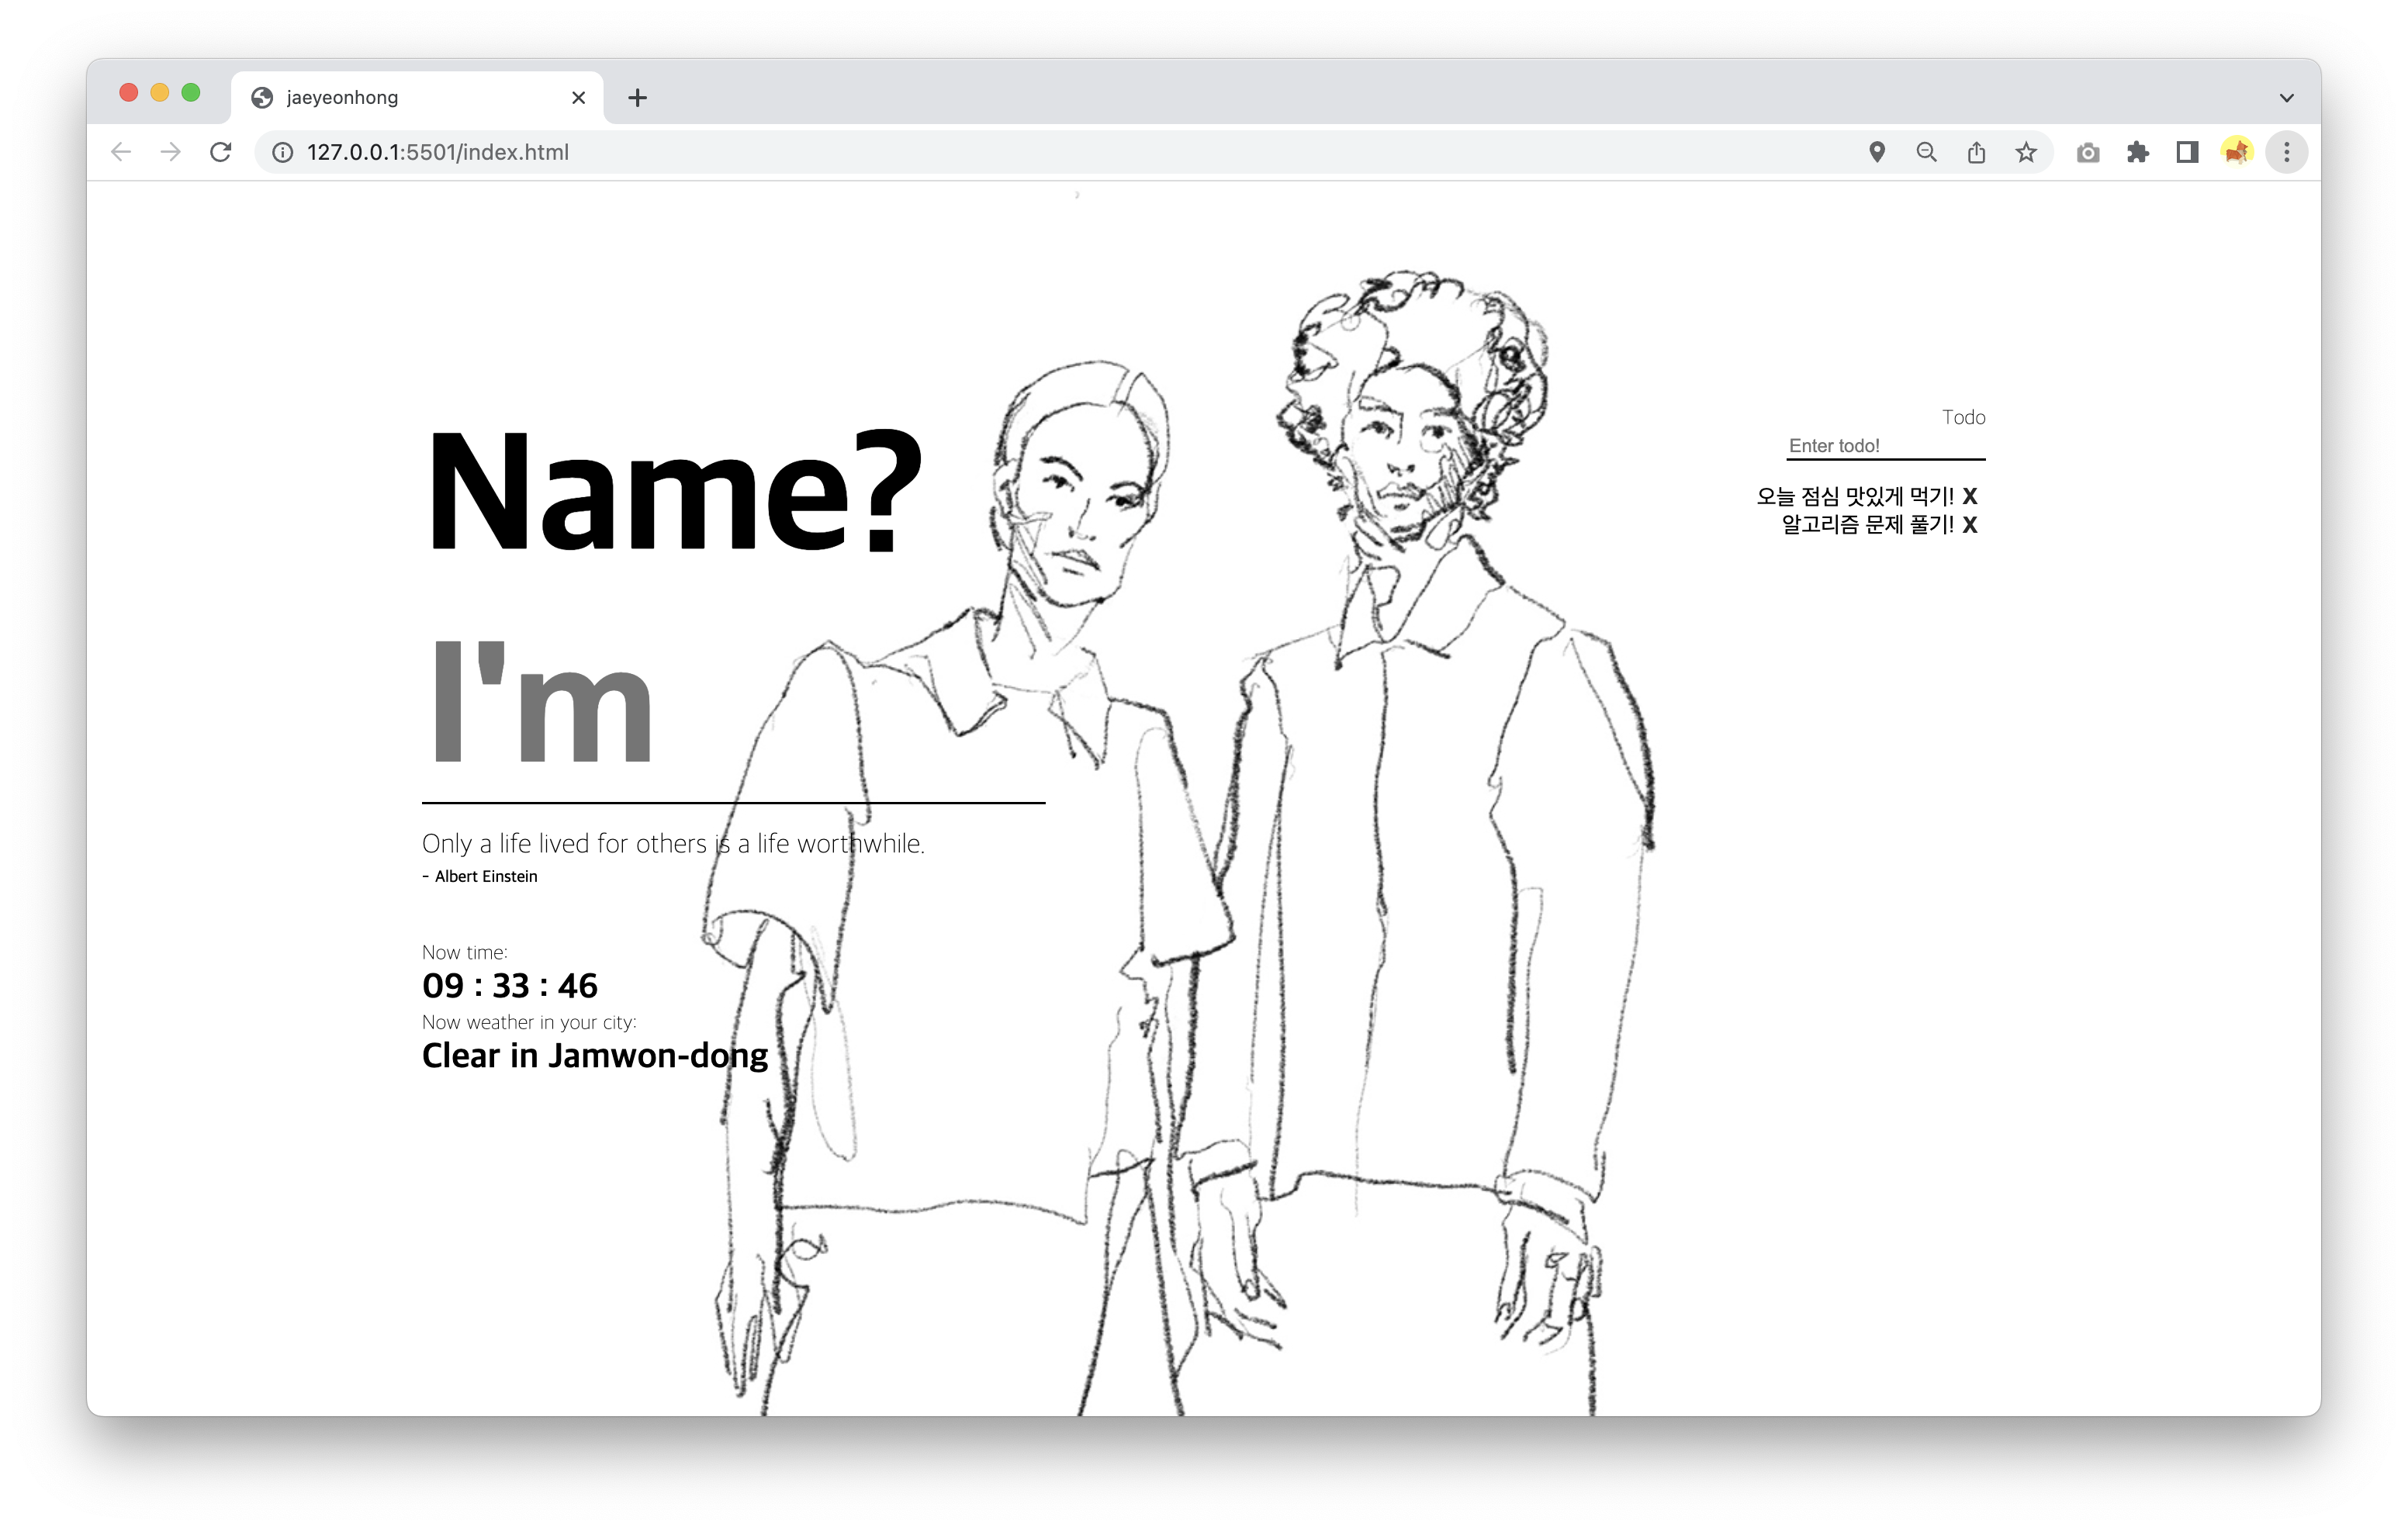 jaeyeonhong
127.0.0.1:5501/index.html
Name?
I'm
Only a life lived for others is a life worthwhile.
- Albert Einstein
Now time:
09 : 33 : 46
Now weather in your city:
Clear in Jamwon-dong
Todo
Enter todo!
오늘 점심 맛있게 먹기! X
알고리즘 문제 풀기! X